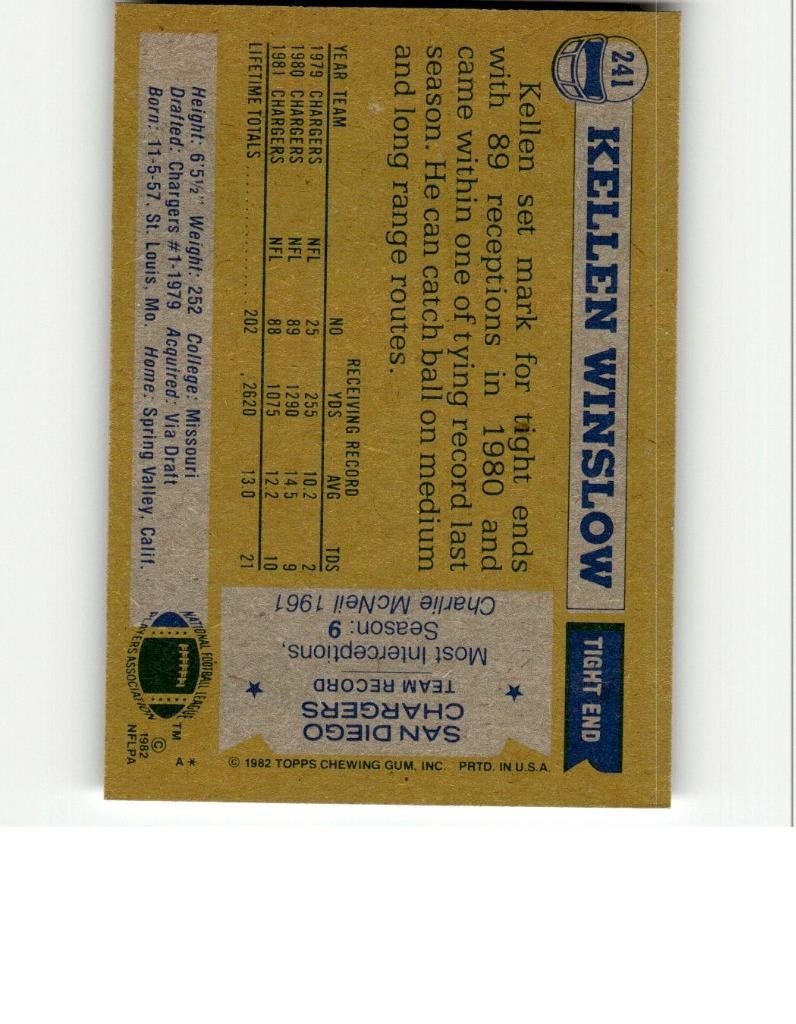 241
KELLEN WINSLOW
TIGHT END
Kellen set mark for tight ends
with 89 receptions in 1980 and
came within one of tying record last
season. He can catch ball on medium
and long range routes.
RECEIVING RECORD
YEAR TEAM NO YDS AVG TDS
1979 CHARGERS NFL 25 255 10.2 2
1980 CHARGERS NFL 89 1290 14.5 9
1981 CHARGERS NFL 88 1075 12.2 10
LIFETIME TOTALS 202 2620 13.0 21
Height: 6'5½" Weight: 252 College: Missouri
Drafted: Chargers #1-1979 Acquired: Via Draft
Born: 11-5-57, St. Louis, Mo. Home: Spring Valley, Calif.
SAN DIEGO
CHARGERS
TEAM RECORD
Most Interceptions,
Season: 9
Charlie McNeil 1961
© 1982 TOPPS CHEWING GUM, INC. PRTD. IN U.S.A.
NATIONAL FOOTBALL LEAGUE
PLAYERS ASSOCIATION
TM
©
1982
NFLPA
A*